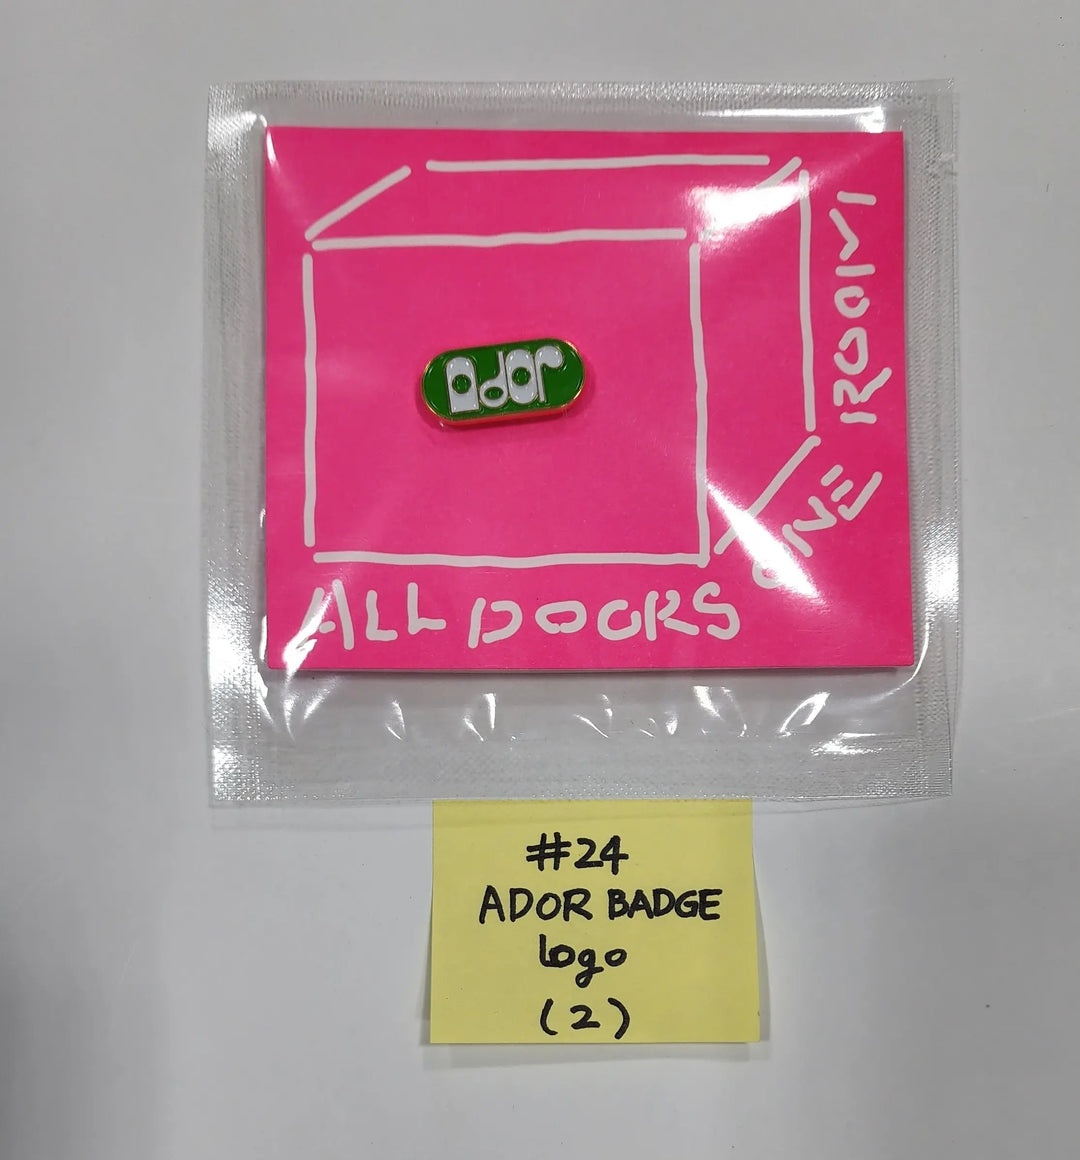 ador
ALL DOORS
ONE
ROOM
#24
ADOR BADGE
logo
(2)